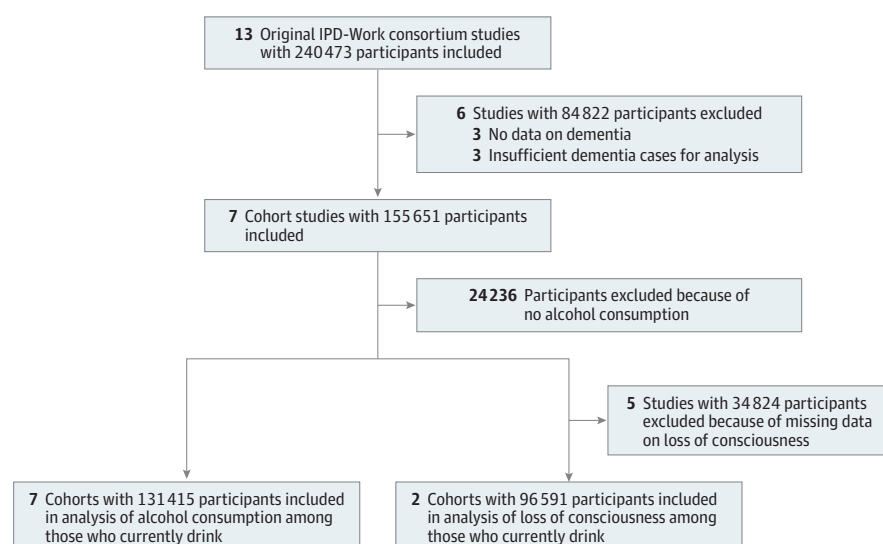 13 Original IPD-Work consortium studies
with 240 473 participants included
6 Studies with 84 822 participants excluded
3 No data on dementia
3 Insufficient dementia cases for analysis
7 Cohort studies with 155 651 participants
included
24 236 Participants excluded because of
no alcohol consumption
5 Studies with 34 824 participants
excluded because of missing data
on loss of consciousness
7 Cohorts with 131 415 participants included
in analysis of alcohol consumption among
those who currently drink
2 Cohorts with 96 591 participants included
in analysis of loss of consciousness among
those who currently drink